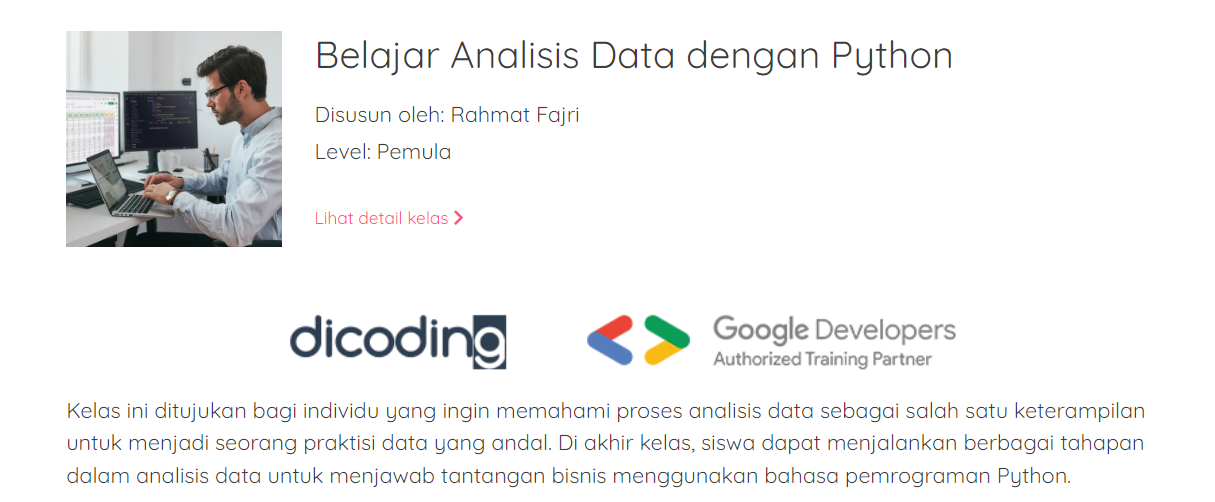 Belajar Analisis Data dengan Python
Disusun oleh: Rahmat Fajri
Level: Pemula
Lihat detail kelas
dicoding
Google Developers
Authorized Training Partner
Kelas ini ditujukan bagi individu yang ingin memahami proses analisis data sebagai salah satu keterampilan
untuk menjadi seorang praktisi data yang andal. Di akhir kelas, siswa dapat menjalankan berbagai tahapan
dalam analisis data untuk menjawab tantangan bisnis menggunakan bahasa pemrograman Python.